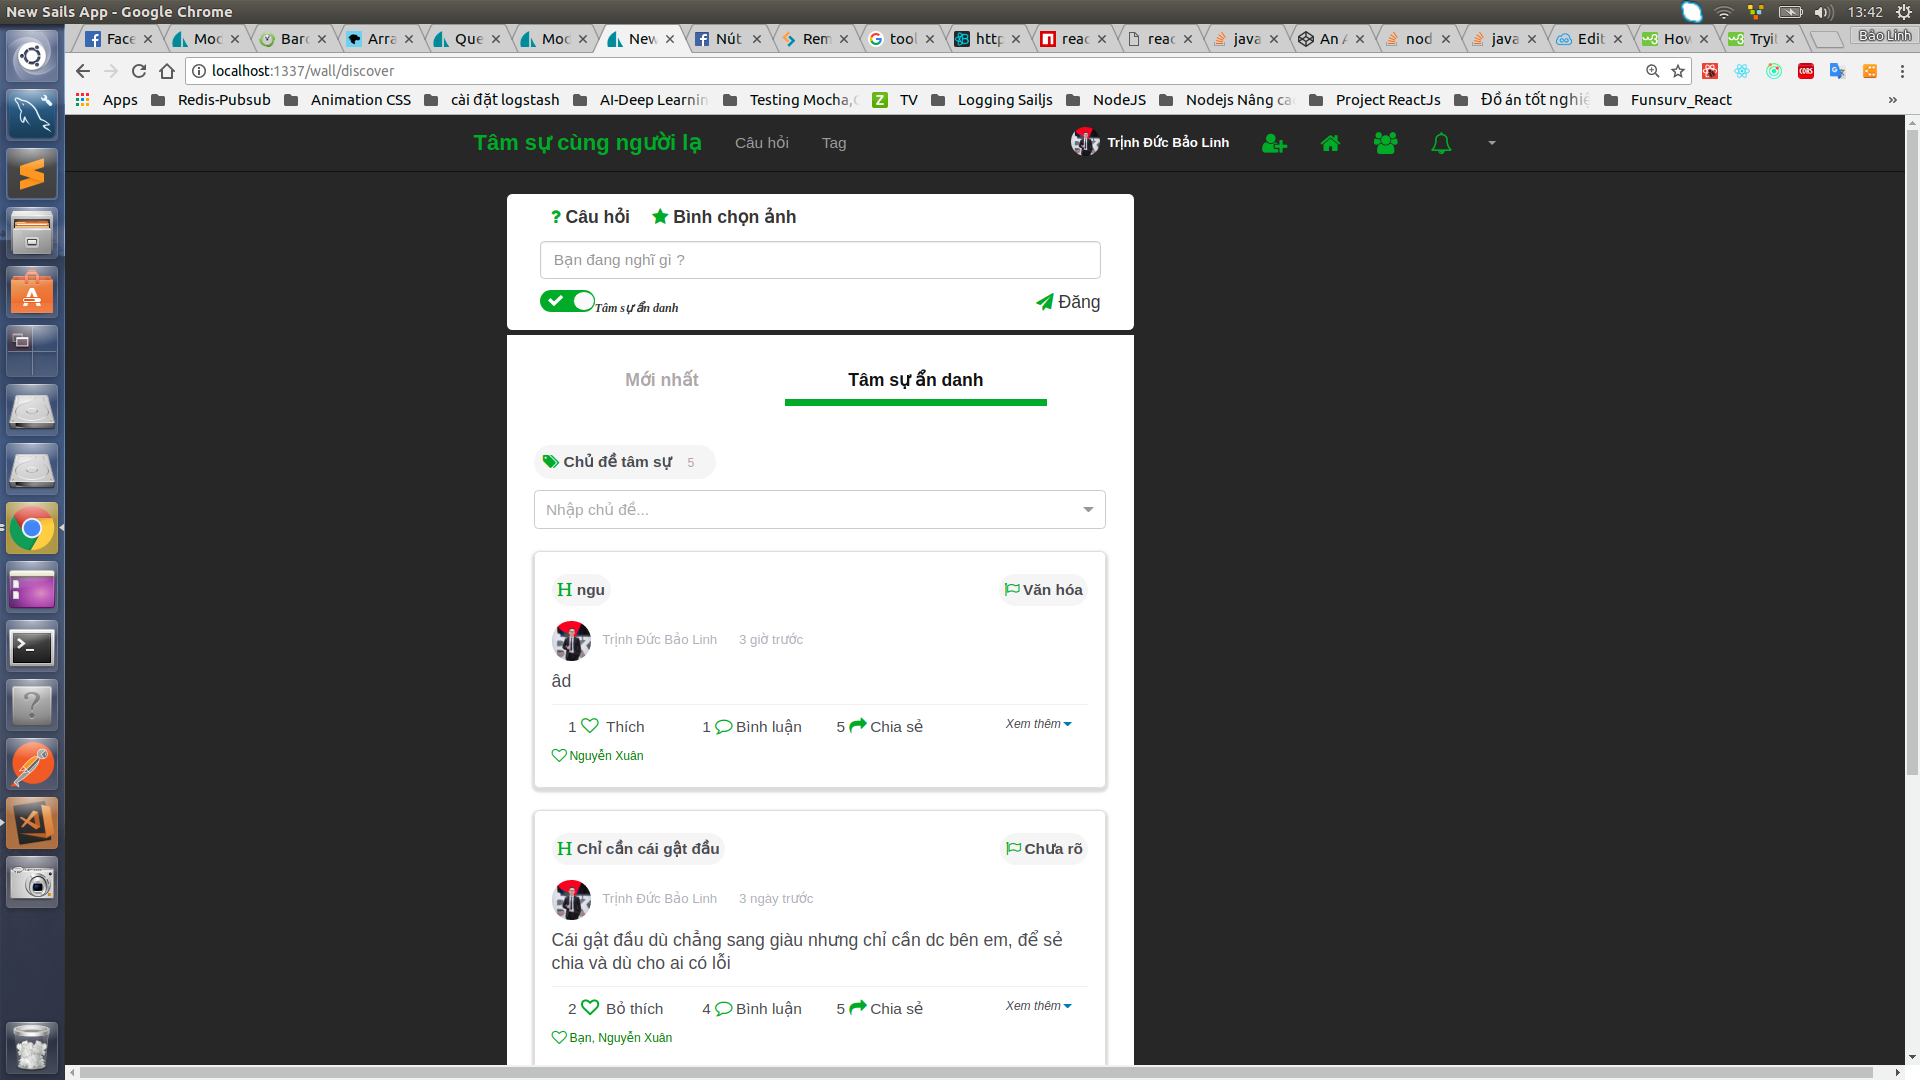 New Sails App - Google Chrome
13:42
Face
Moc
Barc
Arra
Que
Moc
New
Nút
Rem
tool
http
reac
reac
java
An A
nod
java
Edit
How
Tryi
Bảo Linh
localhost:1337/wall/discover
Apps
Redis-Pubsub
Animation CSS
cài đặt logstash
AI-Deep Learnin
Testing Mocha,
TV
Logging Sailjs
NodeJS
Nodejs Nâng ca
Project ReactJs
Đồ án tốt nghiệ
Funsurv_React
»
Tâm sự cùng người lạ
Câu hỏi
Tag
Trịnh Đức Bảo Linh
? Câu hỏi
Bình chọn ảnh
Bạn đang nghĩ gì ?
Tâm sự ẩn danh
Đăng
Mới nhất
Tâm sự ẩn danh
Chủ đề tâm sự 5
Nhập chủ đề...
H ngu
Văn hóa
Trịnh Đức Bảo Linh 3 giờ trước
âd
1 Thích
1 Bình luận
5 Chia sẻ
Xem thêm
Nguyễn Xuân
H Chỉ cần cái gật đầu
Chưa rõ
Trịnh Đức Bảo Linh 3 ngày trước
Cái gật đầu dù chẳng sang giàu nhưng chỉ cần dc bên em, để sẻ
chia và dù cho ai có lỗi
2 Bỏ thích
4 Bình luận
5 Chia sẻ
Xem thêm
Bạn, Nguyễn Xuân